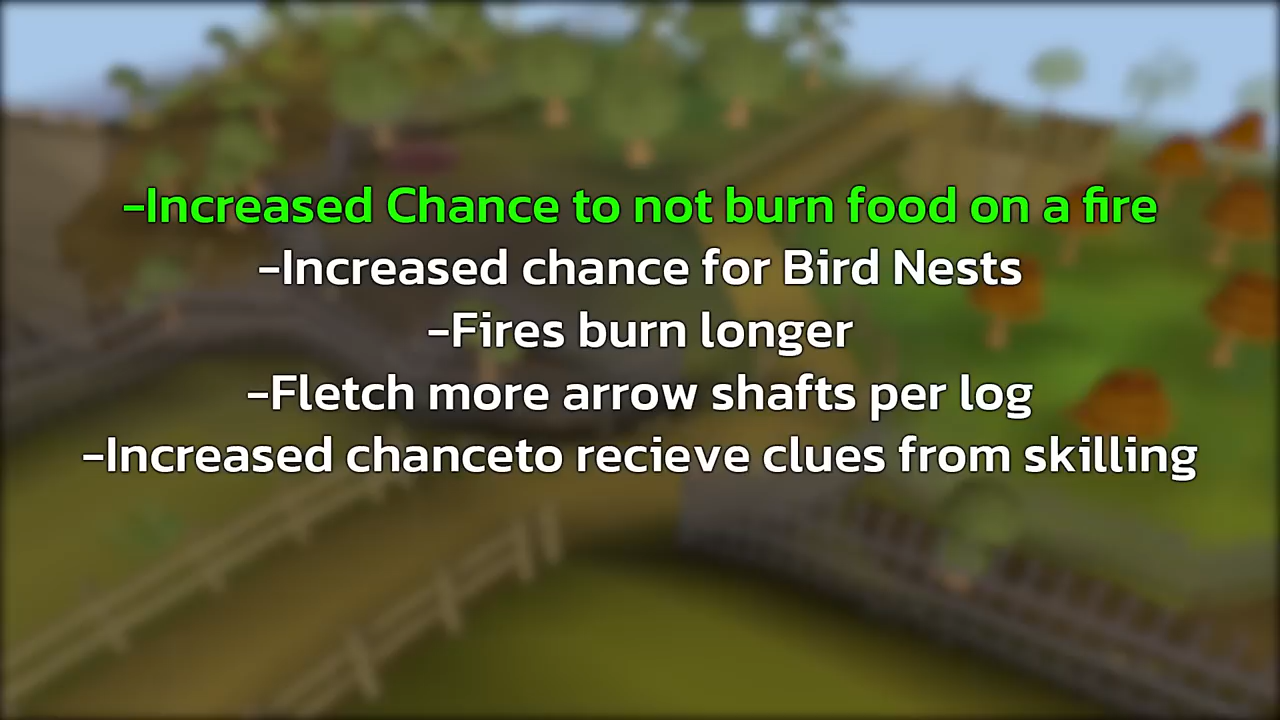 -Increased Chance to not burn food on a fire
-Increased chance for Bird Nests
-Fires burn longer
-Fletch more arrow shafts per log
-Increased chanceto recieve clues from skilling